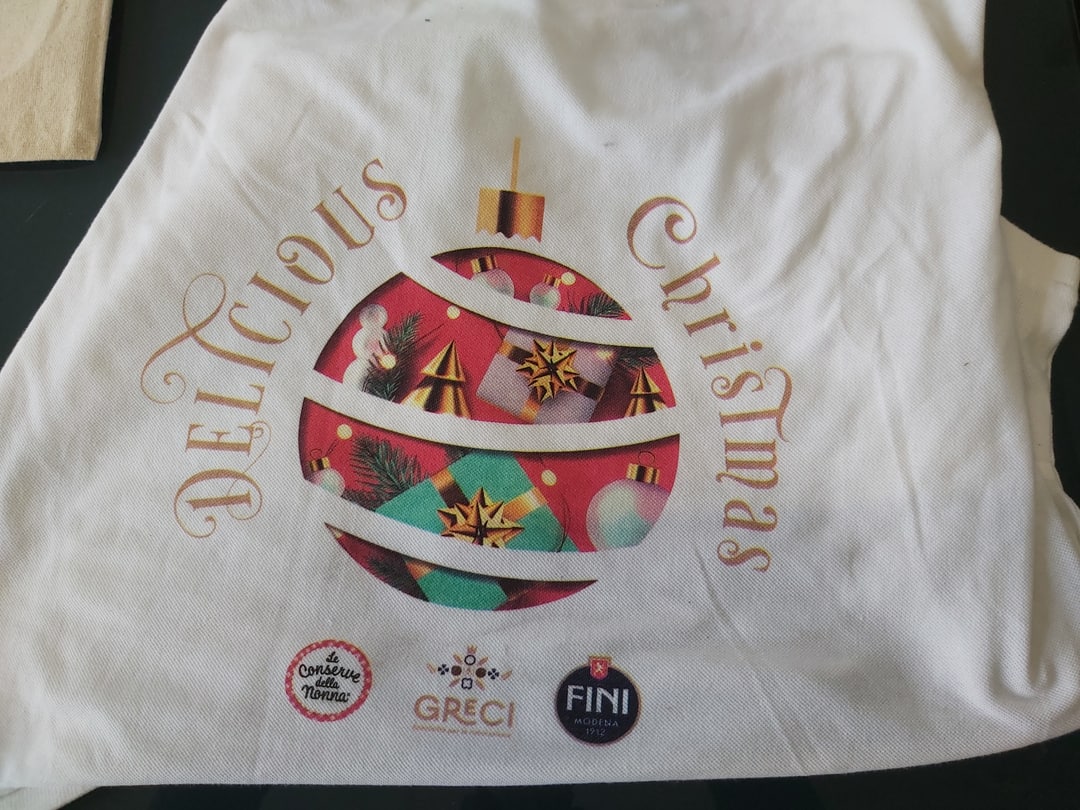 DELICIOUS
Christmas
Le
Conserve
della
Nonna
GRECI
FINI
MODENA
1912